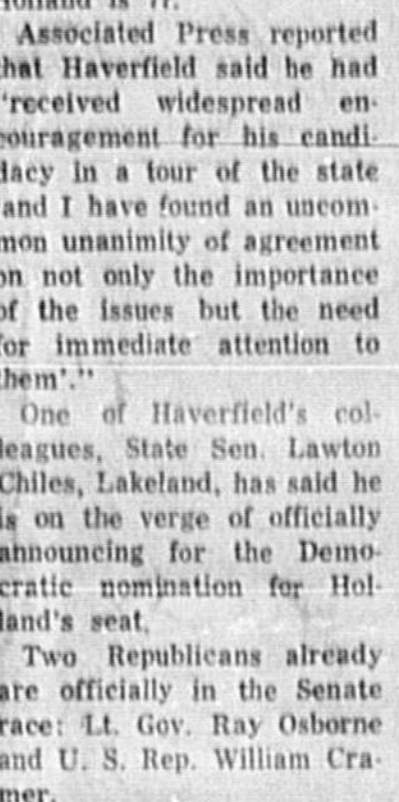 Associated Press reported
that Haverfield said he had
'received widespread en-
couragement for his candi-
dacy in a tour of the state
and I have found an uncom-
mon unanimity of agreement
on not only the importance
of the issues but the need
for immediate attention to
them'."
One of Haverfield's col-
leagues, State Sen. Lawton
Chiles, Lakeland, has said he
is on the verge of officially
announcing for the Demo-
cratic nomination for Hol-
land's seat.
Two Republicans already
are officially in the Senate
race: Lt. Gov. Ray Osborne
and U. S. Rep. William Cra-
mer.